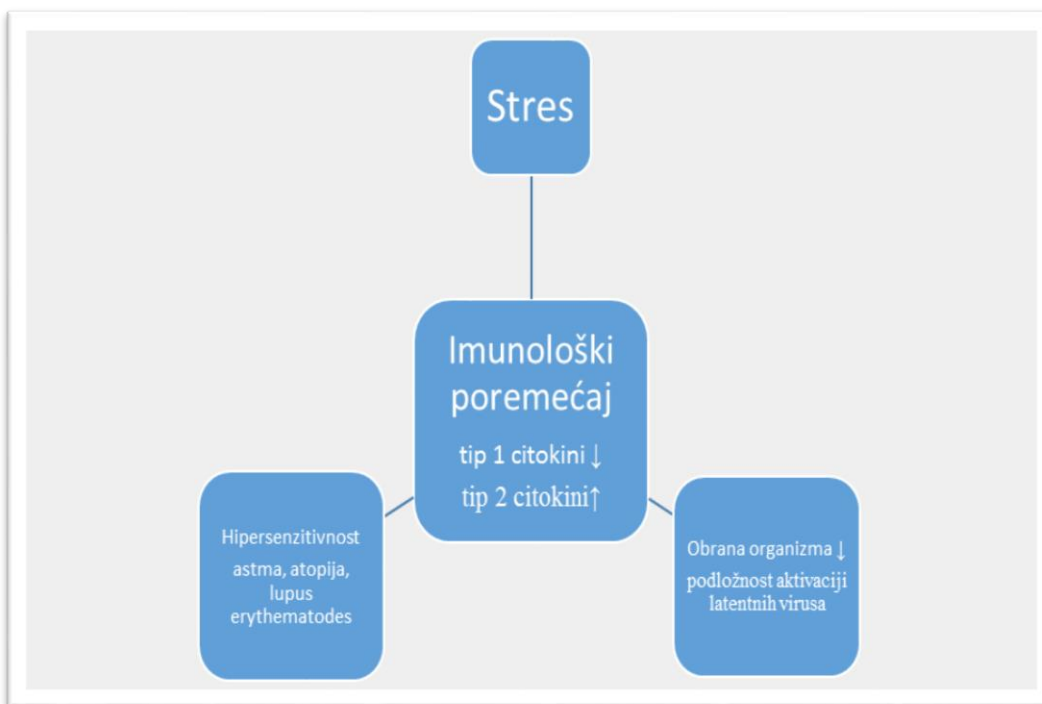 Stres
Imunološki
poremećaj
tip 1 citokini ↓
tip 2 citokini↑
Hipersenzitivnost
astma, atopija,
lupus
erythematodes
Obrana organizma ↓
podložnost aktivaciji
latentnih virusa